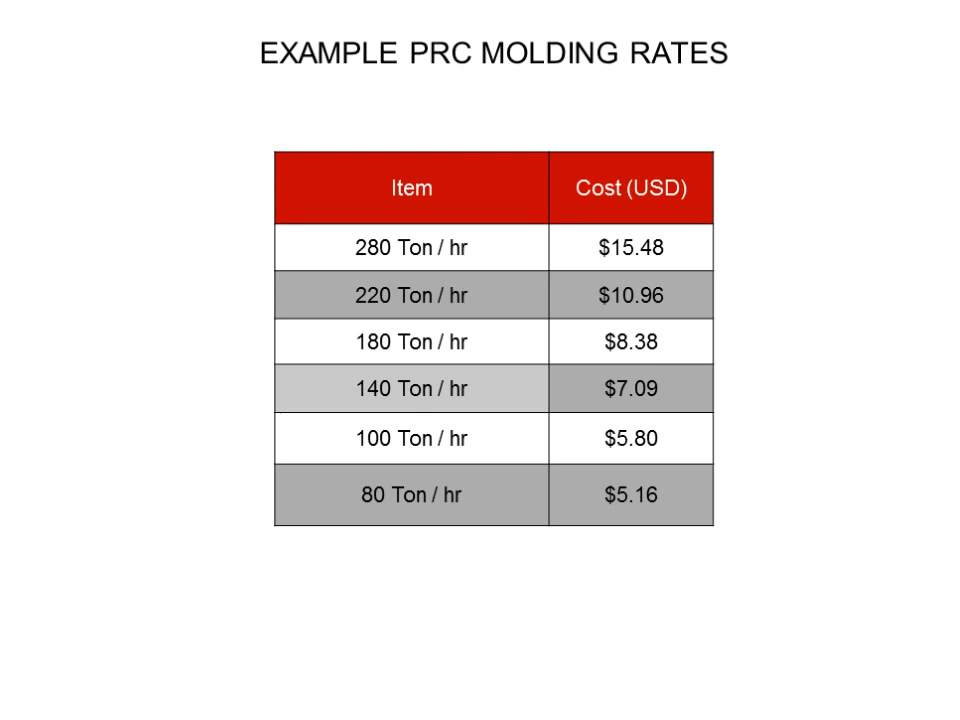 EXAMPLE PRC MOLDING RATES
Item Cost (USD)
280 Ton / hr $15.48
220 Ton / hr $10.96
180 Ton / hr $8.38
140 Ton / hr $7.09
100 Ton / hr $5.80
80 Ton / hr $5.16